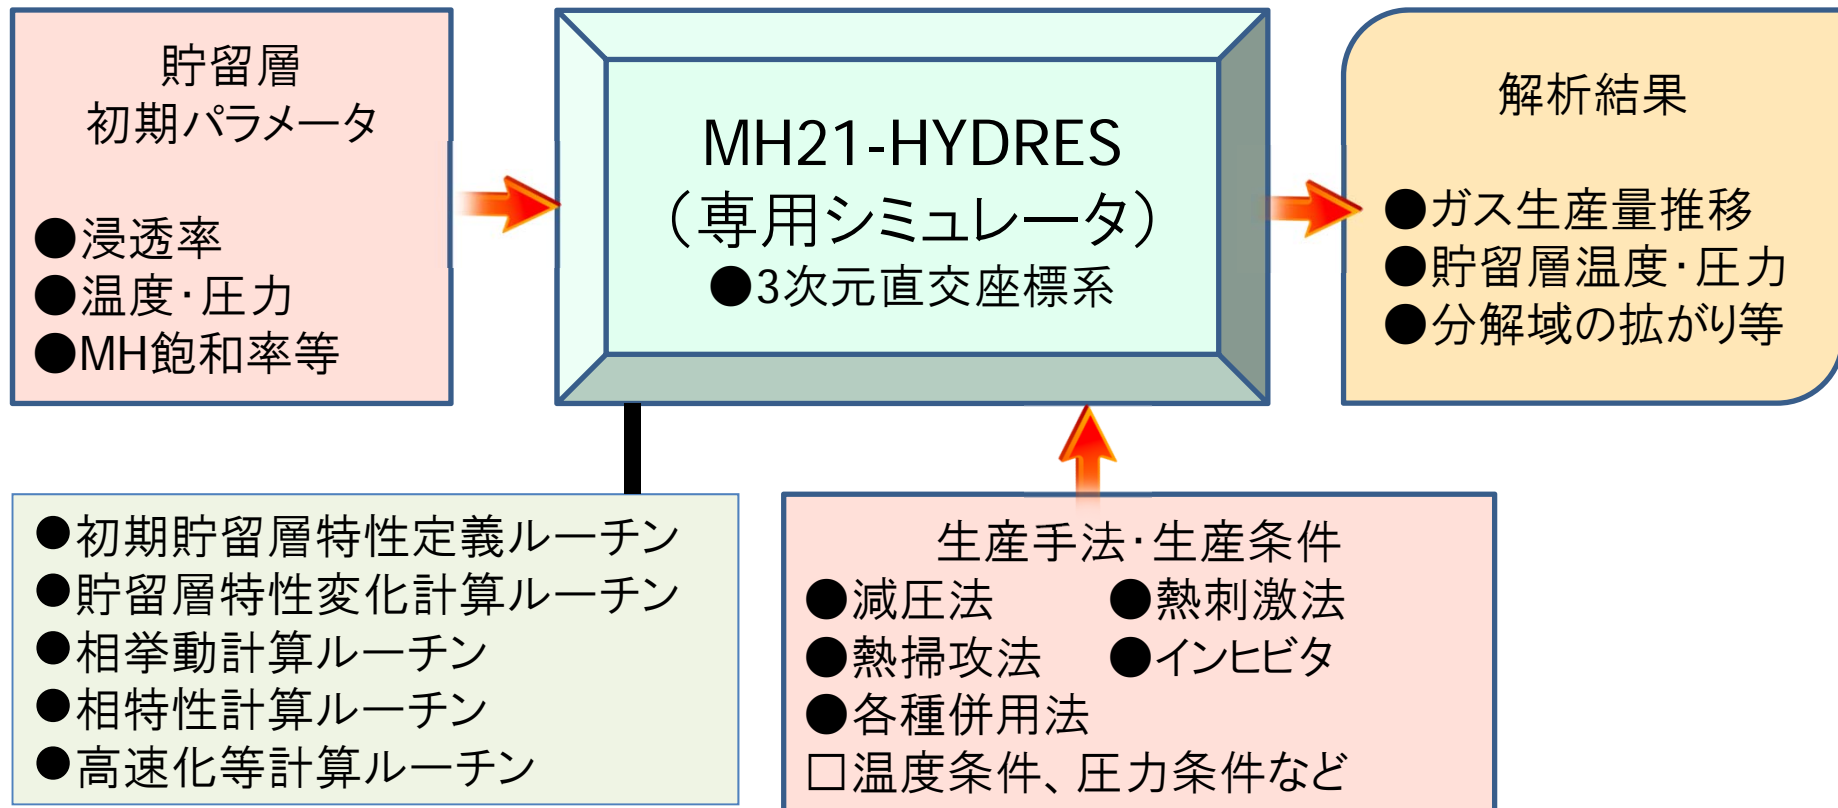 貯留層
初期パラメータ
●浸透率
●温度・圧力
●MH飽和率等
MH21-HYDRES
（専用シミュレータ）
●3次元直交座標系
解析結果
●ガス生産量推移
●貯留層温度・圧力
●分解域の拡がり等
●初期貯留層特性定義ルーチン
●貯留層特性変化計算ルーチン
●相挙動計算ルーチン
●相特性計算ルーチン
●高速化等計算ルーチン
生産手法・生産条件
●減圧法 ●熱刺激法
●熱掃攻法 ●インヒビタ
●各種併用法
□温度条件、圧力条件など